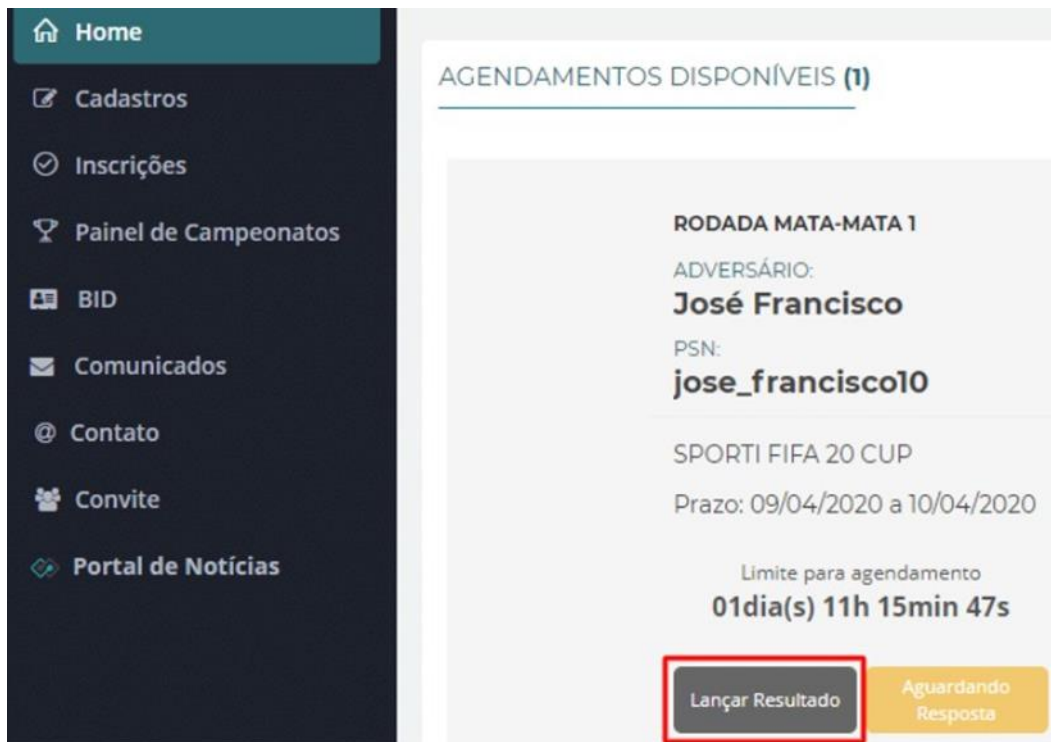 Home
Cadastros
Inscrições
Painel de Campeonatos
BID
Comunicados
@ Contato
Convite
Portal de Notícias
AGENDAMENTOS DISPONÍVEIS (1)
RODADA MATA-MATA 1
ADVERSÁRIO:
José Francisco
PSN:
jose_francisco10
SPORTI FIFA 20 CUP
Prazo: 09/04/2020 a 10/04/2020
Limite para agendamento
01dia(s) 11h 15min 47s
Lançar Resultado
Aguardando
Resposta